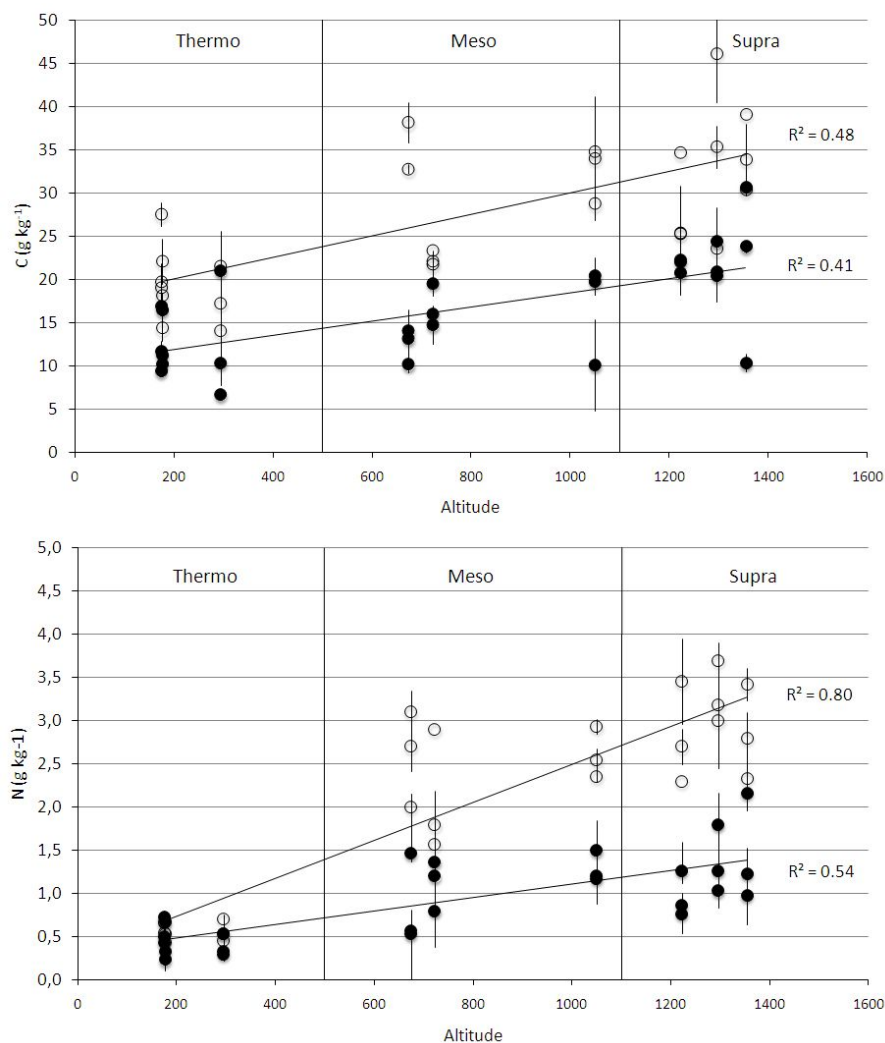 50
Thermo Meso Supra
45
40
R² = 0.48
35
30
25
C (g kg⁻¹)
20
R² = 0.41
15
10
5
0
0 200 400 600 800 1000 1200 1400 1600
Altitude
5,0
Thermo Meso Supra
4,5
4,0
3,5
R² = 0.80
3,0
2,5
N (g kg-1)
2,0
1,5
R² = 0.54
1,0
0,5
0,0
0 200 400 600 800 1000 1200 1400 1600
Altitude